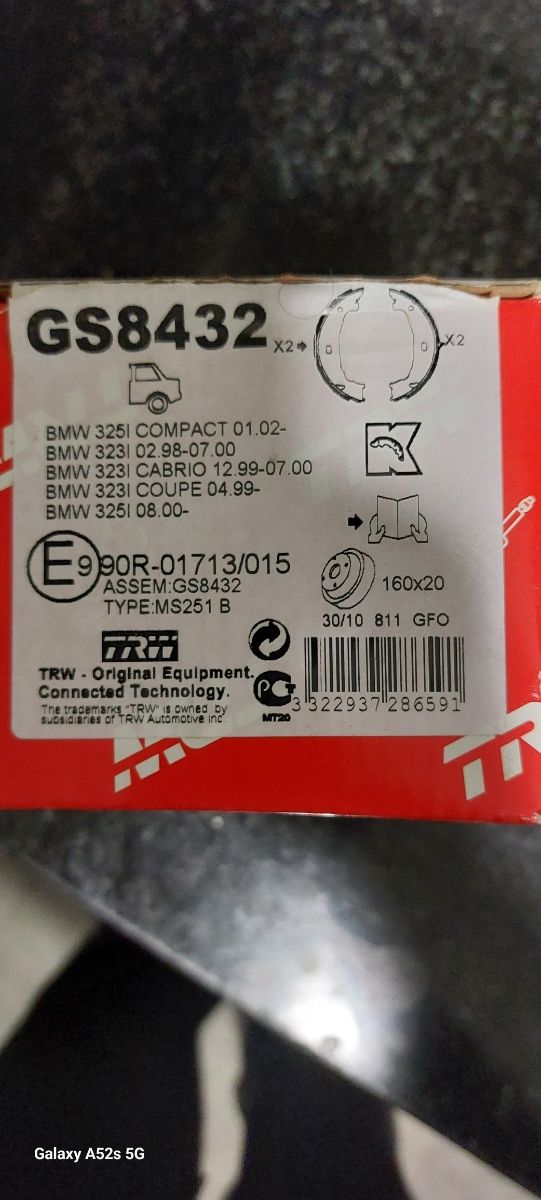 GS8432
X2
X2
BMW 325I COMPACT 01.02-
BMW 323I 02.98-07.00
BMW 323I CABRIO 12.99-07.00
BMW 323I COUPE 04.99-
BMW 325I 08.00-
E9 90R-01713/015
ASSEM:GS8432
TYPE:MS251 B
160x20
30/10 811 GFO
TRW
TRW - Original Equipment.
Connected Technology.
The trademarks "TRW" is owned by
subsidiaries of TRW Automotive Inc.
PCT
MT20
3 322937 286591
TR
Galaxy A52s 5G